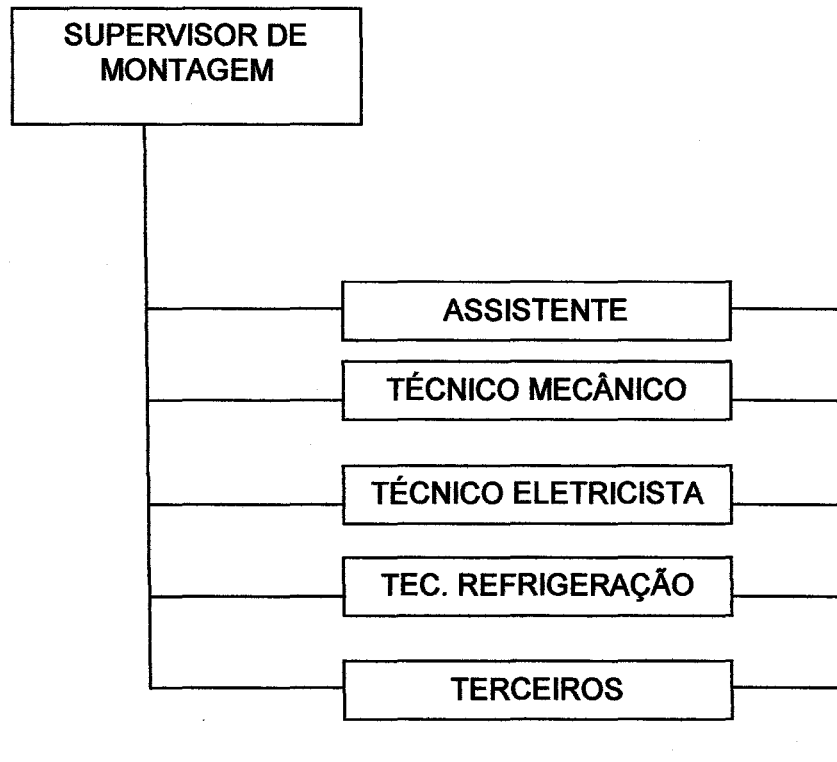 SUPERVISOR DE
MONTAGEM
ASSISTENTE
TÉCNICO MECÂNICO
TÉCNICO ELETRICISTA
TEC. REFRIGERAÇÃO
TERCEIROS